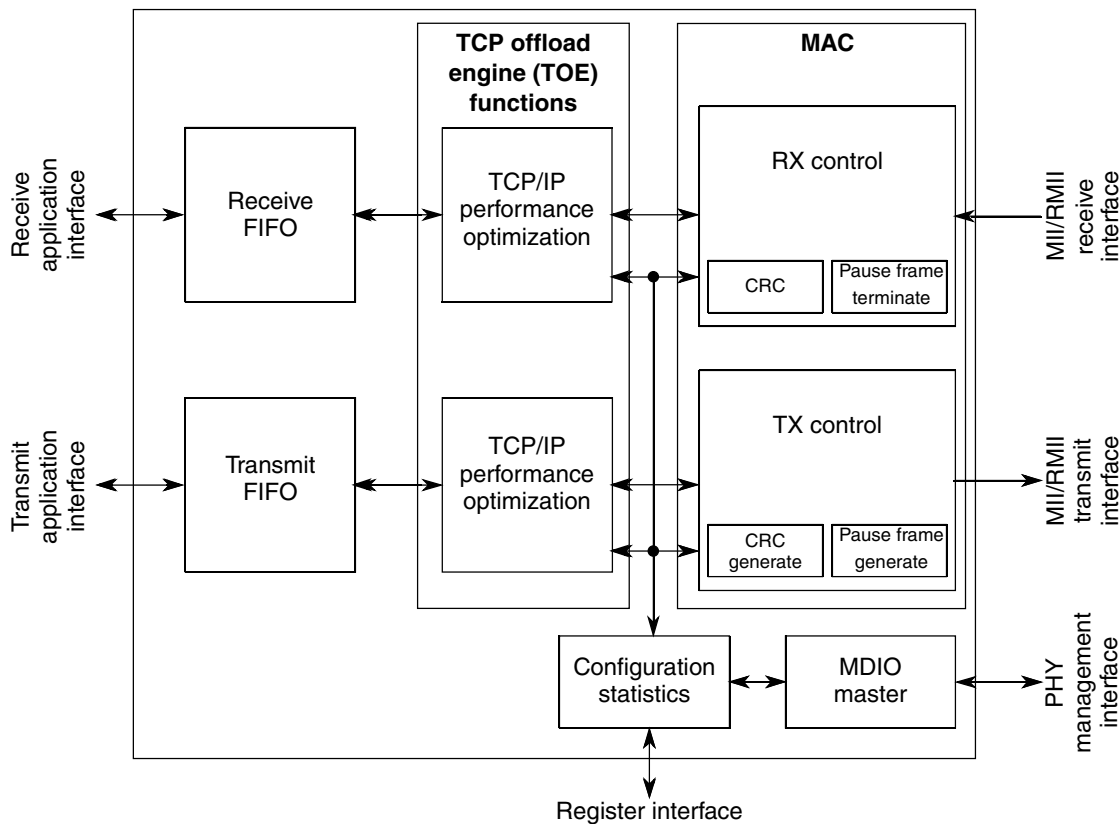 TCP offload
engine (TOE)
functions
MAC
Receive
application
interface
Receive
FIFO
TCP/IP
performance
optimization
RX control
CRC
Pause frame
terminate
MII/RMII
receive
interface
Transmit
application
interface
Transmit
FIFO
TCP/IP
performance
optimization
TX control
CRC
generate
Pause frame
generate
MII/RMII
transmit
interface
Configuration
statistics
MDIO
master
PHY
management
interface
Register interface